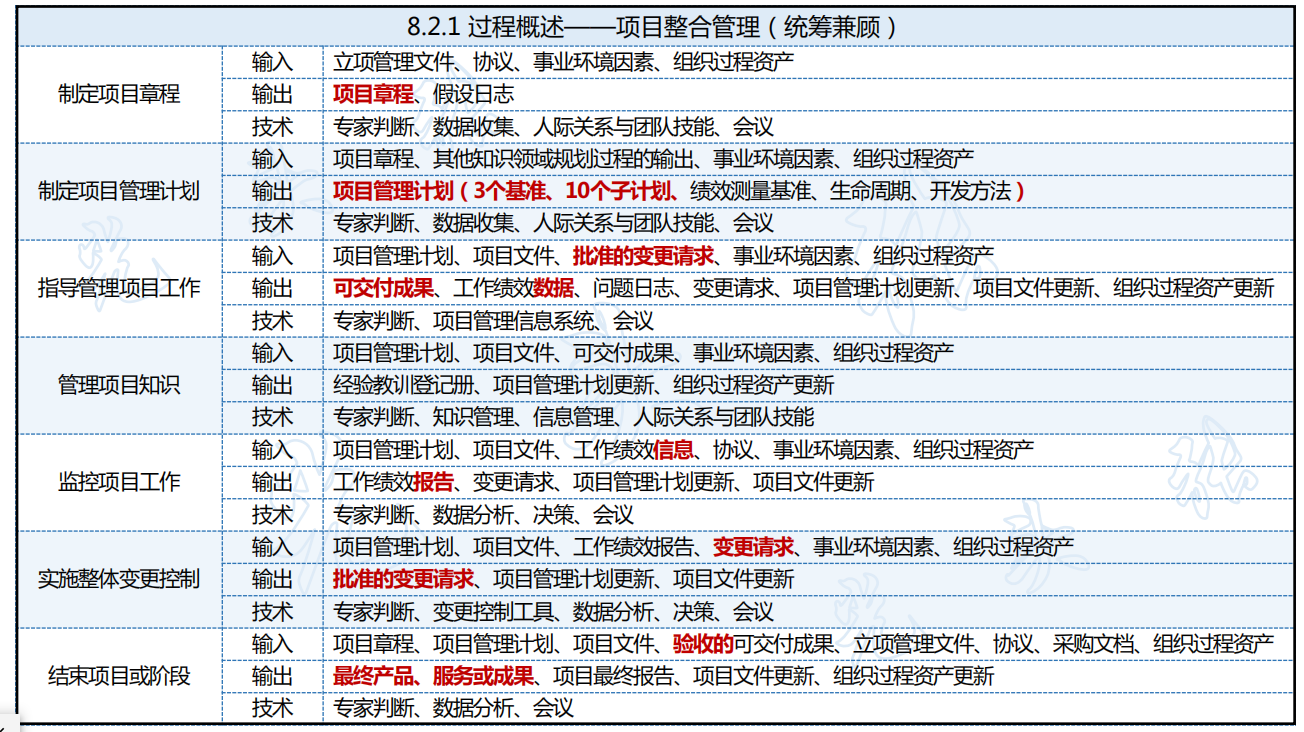 8.2.1 过程概述——项目整合管理（统筹兼顾）
制定项目章程
输入 立项管理文件、协议、事业环境因素、组织过程资产
输出 项目章程、假设日志
技术 专家判断、数据收集、人际关系与团队技能、会议
制定项目管理计划
输入 项目章程、其他知识领域规划过程的输出、事业环境因素、组织过程资产
输出 项目管理计划（3个基准、10个子计划、绩效测量基准、生命周期、开发方法）
技术 专家判断、数据收集、人际关系与团队技能、会议
指导管理项目工作
输入 项目管理计划、项目文件、批准的变更请求、事业环境因素、组织过程资产
输出 可交付成果、工作绩效数据、问题日志、变更请求、项目管理计划更新、项目文件更新、组织过程资产更新
技术 专家判断、项目管理信息系统、会议
管理项目知识
输入 项目管理计划、项目文件、可交付成果、事业环境因素、组织过程资产
输出 经验教训登记册、项目管理计划更新、组织过程资产更新
技术 专家判断、知识管理、信息管理、人际关系与团队技能
监控项目工作
输入 项目管理计划、项目文件、工作绩效信息、协议、事业环境因素、组织过程资产
输出 工作绩效报告、变更请求、项目管理计划更新、项目文件更新
技术 专家判断、数据分析、决策、会议
实施整体变更控制
输入 项目管理计划、项目文件、工作绩效报告、变更请求、事业环境因素、组织过程资产
输出 批准的变更请求、项目管理计划更新、项目文件更新
技术 专家判断、变更控制工具、数据分析、决策、会议
结束项目或阶段
输入 项目章程、项目管理计划、项目文件、验收的可交付成果、立项管理文件、协议、采购文档、组织过程资产
输出 最终产品、服务或成果、项目最终报告、项目文件更新、组织过程资产更新
技术 专家判断、数据分析、会议